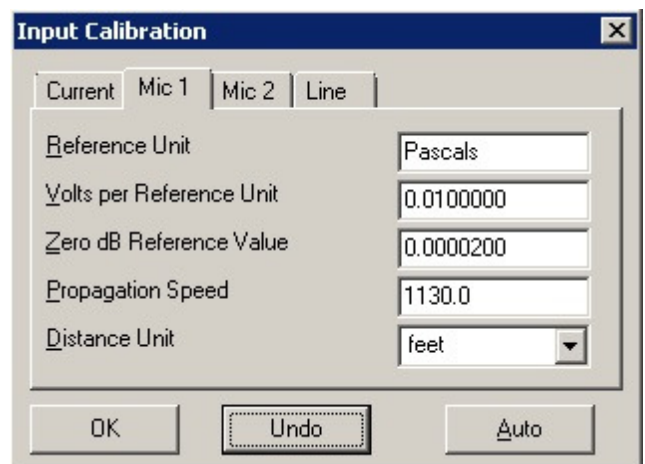 Input Calibration
Current Mic 1 Mic 2 Line
Reference Unit Pascals
Volts per Reference Unit 0.0100000
Zero dB Reference Value 0.0000200
Propagation Speed 1130.0
Distance Unit feet
OK Undo Auto